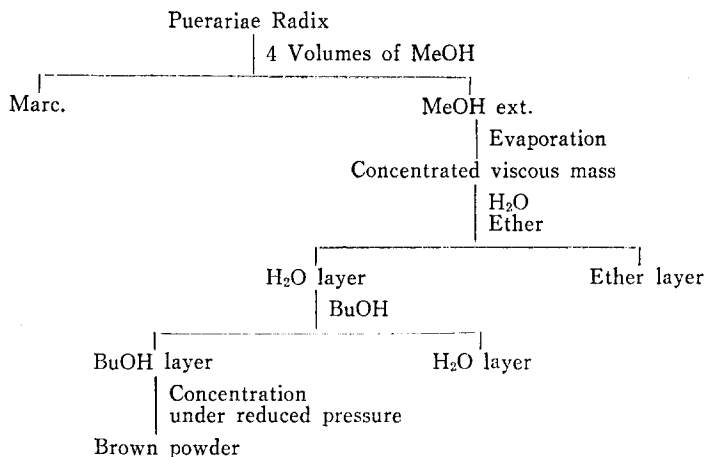 Puerariae Radix
4 Volumes of MeOH
Marc.
MeOH ext.
Evaporation
Concentrated viscous mass
H₂O
Ether
H₂O layer
Ether layer
BuOH
BuOH layer
H₂O layer
Concentration
under reduced pressure
Brown powder